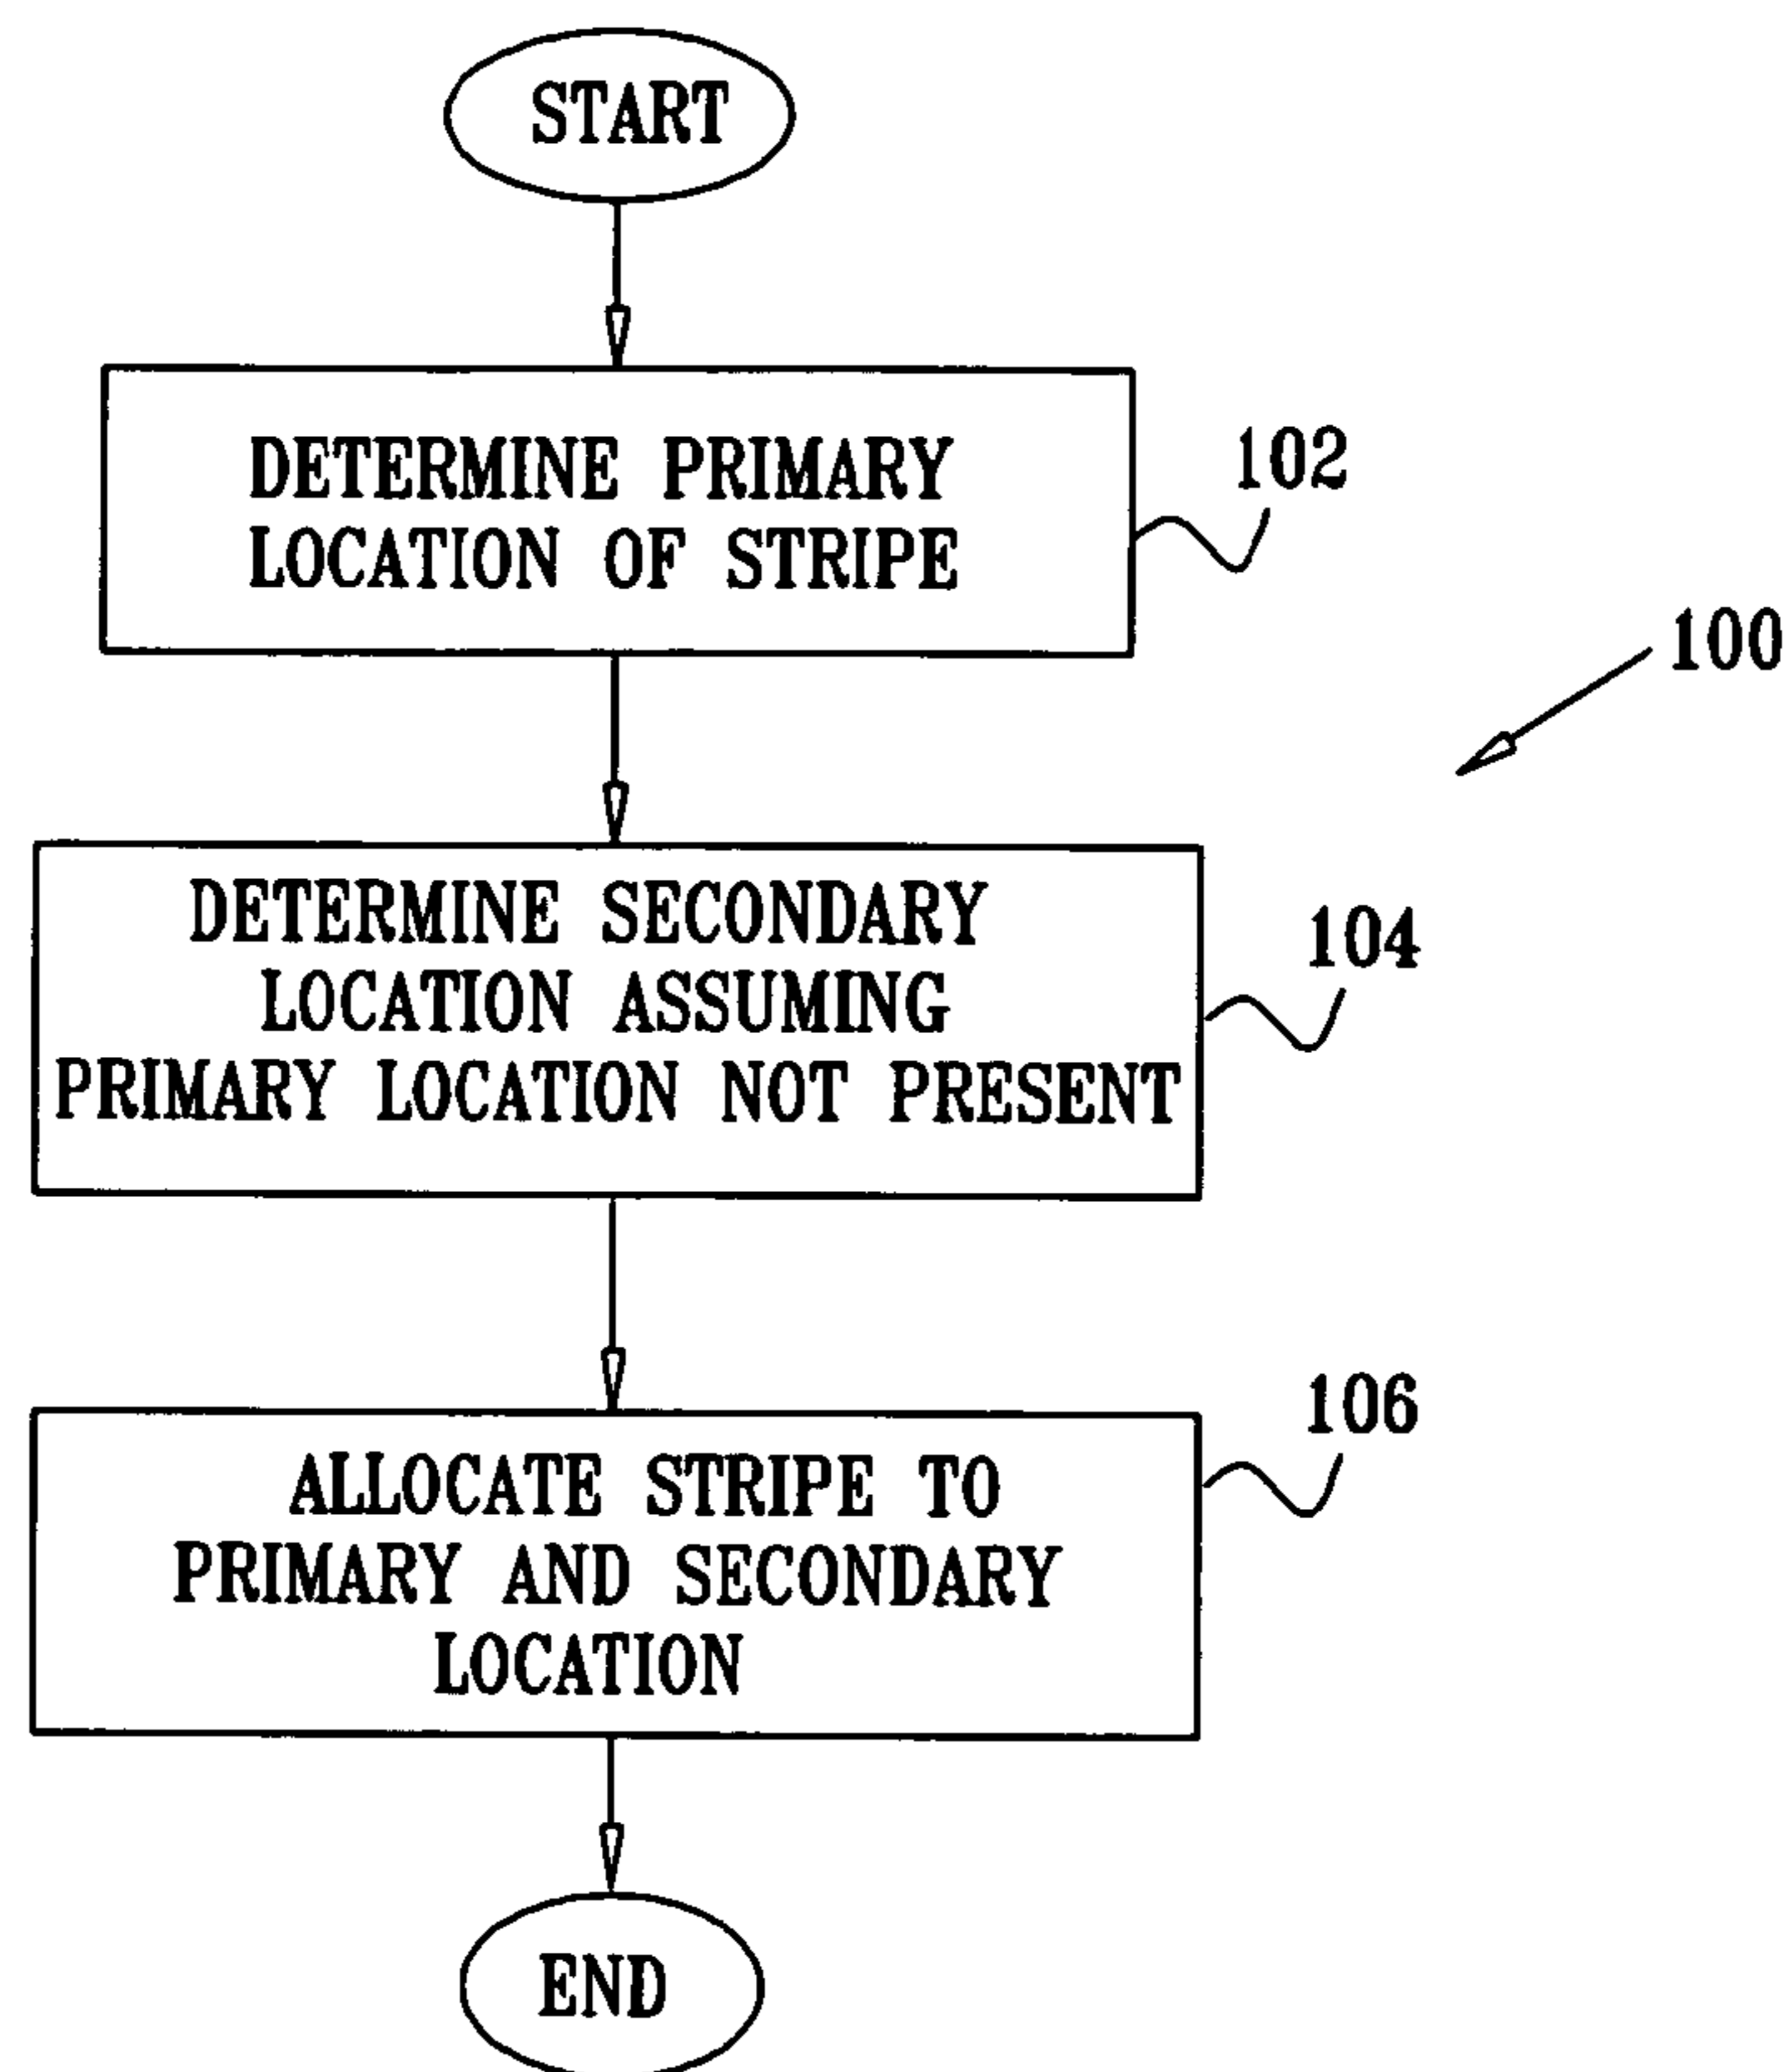 START
DETERMINE PRIMARY
LOCATION OF STRIPE
102
100
DETERMINE SECONDARY
LOCATION ASSUMING
PRIMARY LOCATION NOT PRESENT
104
106
ALLOCATE STRIPE TO
PRIMARY AND SECONDARY
LOCATION
END